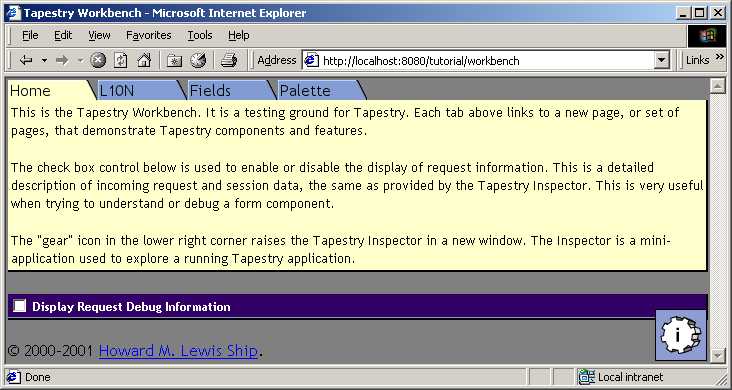 Tapestry Workbench - Microsoft Internet Explorer
File Edit View Favorites Tools Help
Address http://localhost:8080/tutorial/workbench Links »
Home L10N Fields Palette
This is the Tapestry Workbench. It is a testing ground for Tapestry. Each tab above links to a new page, or set of
pages, that demonstrate Tapestry components and features.
The check box control below is used to enable or disable the display of request information. This is a detailed
description of incoming request and session data, the same as provided by the Tapestry Inspector. This is very useful
when trying to understand or debug a form component.
The "gear" icon in the lower right corner raises the Tapestry Inspector in a new window. The Inspector is a mini-
application used to explore a running Tapestry application.
Display Request Debug Information
i
© 2000-2001 Howard M. Lewis Ship.
Done Local intranet